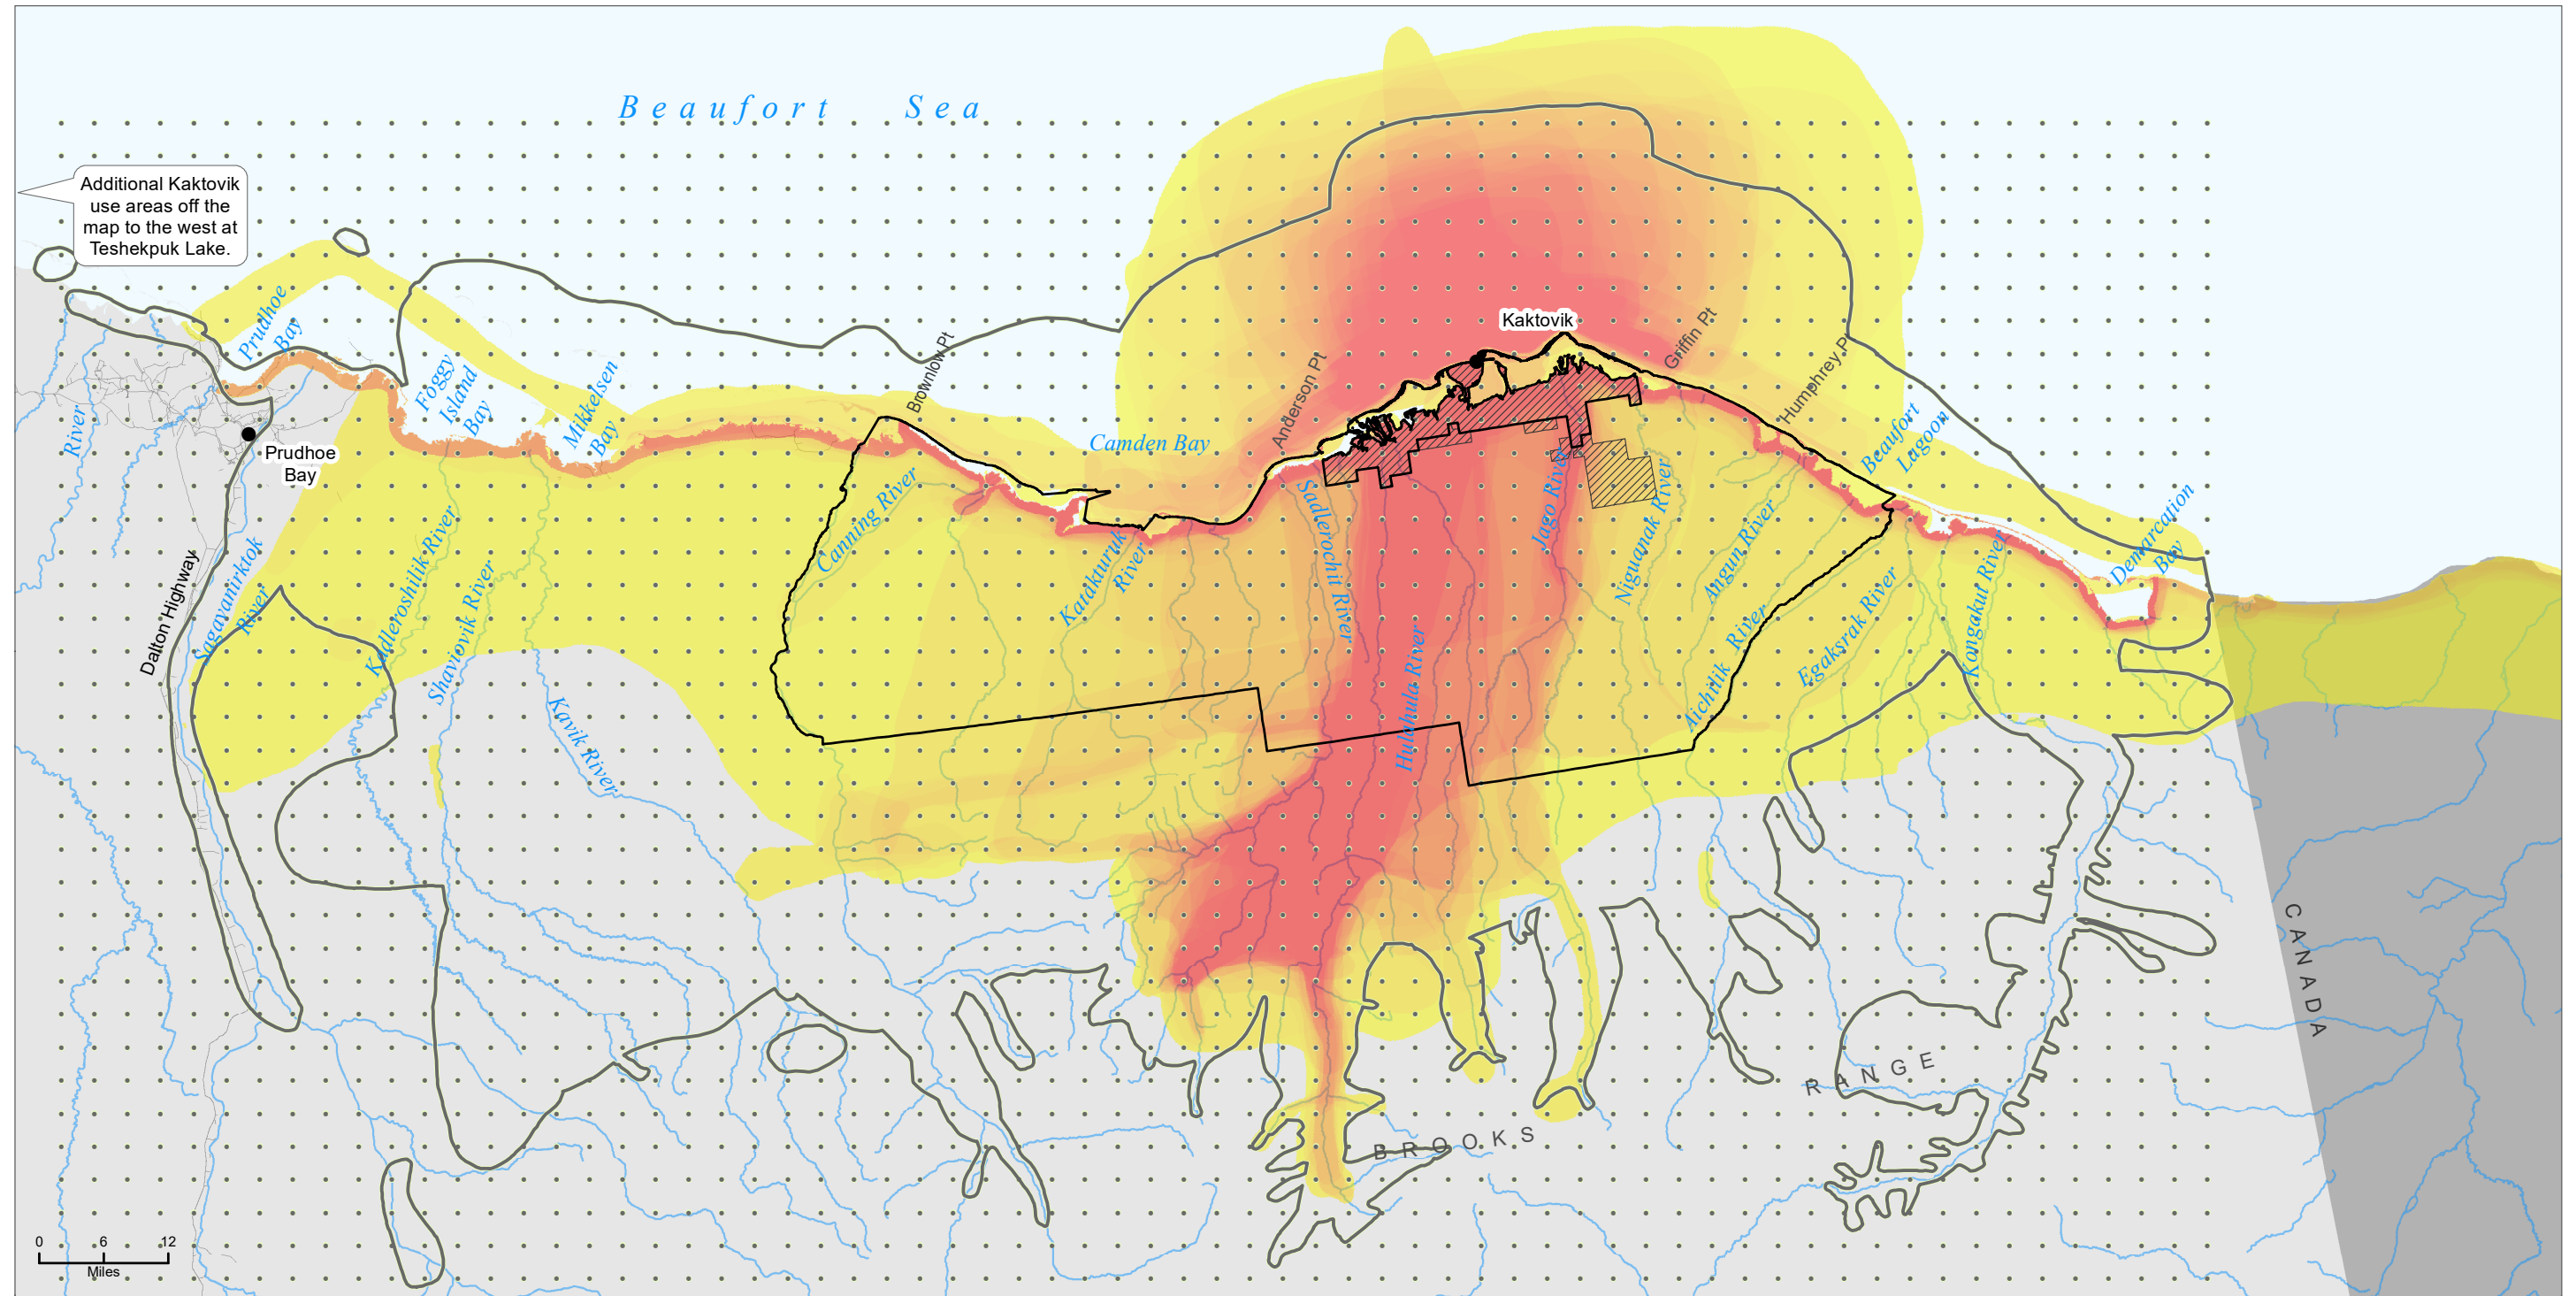 Beaufort Sea
Additional Kaktovik
use areas off the
map to the west at
Teshekpuk Lake.
Prudhoe
Bay
Kaktovik
Griffin Pt
Brownlow Pt
Anderson Pt
Humphrey Pt
Foggy
Island
Bay
Mikkelsen
Bay
Camden Bay
Beaufort
Lagoon
River
Prudhoe
Bay
Demarcation
Bay
Canning River
Sadlerochit River
Jago River
Niguanak River
Angun River
Katakturuk
River
Dalton Highway
Sagavanirktok
River
Kadleroshilik River
Shaviovik River
Kavik River
Hulahula River
Aichilik River
Egaksrak River
Kongakut River
CANADA
BROOKS
RANGE
0 6 12
Miles